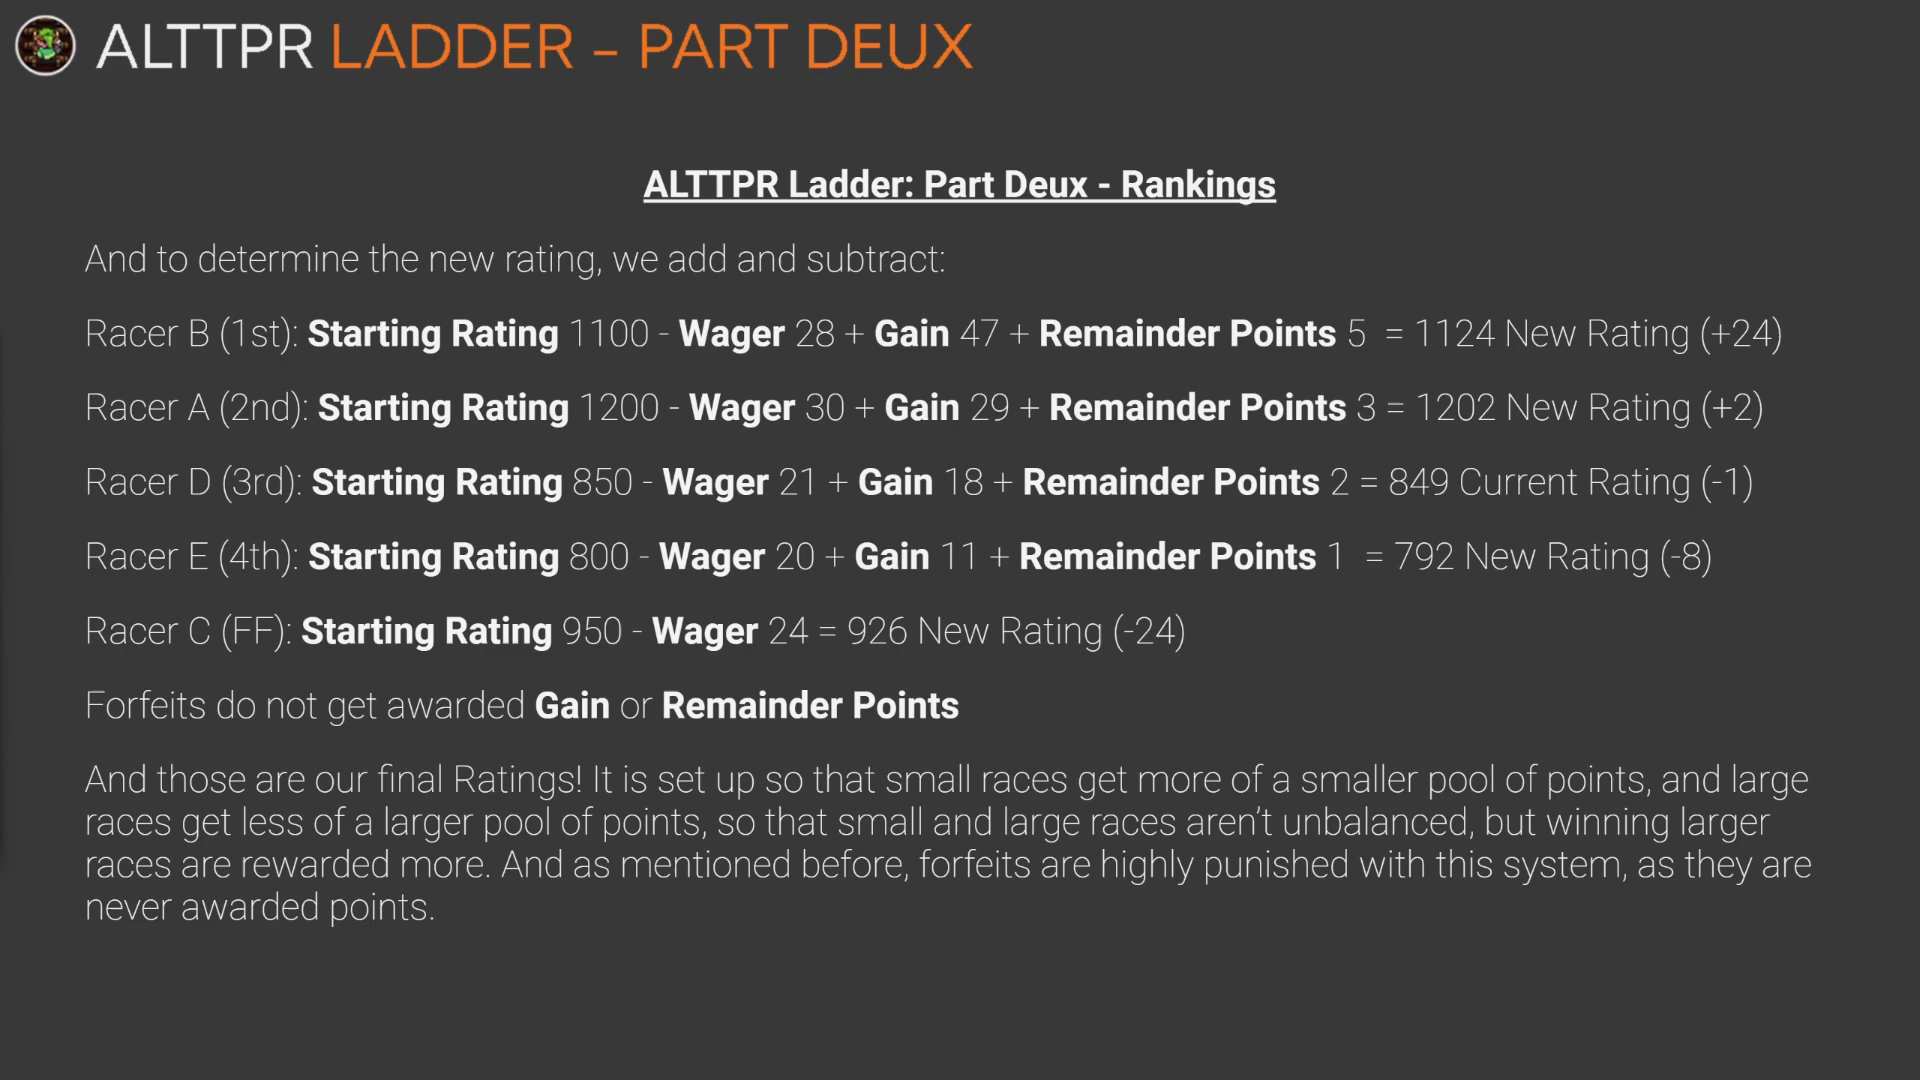 ALTTPR LADDER – PART DEUX
ALTTPR Ladder: Part Deux - Rankings
And to determine the new rating, we add and subtract:
Racer B (1st): Starting Rating 1100 - Wager 28 + Gain 47 + Remainder Points 5  = 1124 New Rating (+24)
Racer A (2nd): Starting Rating 1200 - Wager 30 + Gain 29 + Remainder Points 3 = 1202 New Rating (+2)
Racer D (3rd): Starting Rating 850 - Wager 21 + Gain 18 + Remainder Points 2 = 849 Current Rating (-1)
Racer E (4th): Starting Rating 800 - Wager 20 + Gain 11 + Remainder Points 1  = 792 New Rating (-8)
Racer C (FF): Starting Rating 950 - Wager 24 = 926 New Rating (-24)
Forfeits do not get awarded Gain or Remainder Points
And those are our final Ratings! It is set up so that small races get more of a smaller pool of points, and large
races get less of a larger pool of points, so that small and large races aren’t unbalanced, but winning larger
races are rewarded more. And as mentioned before, forfeits are highly punished with this system, as they are
never awarded points.